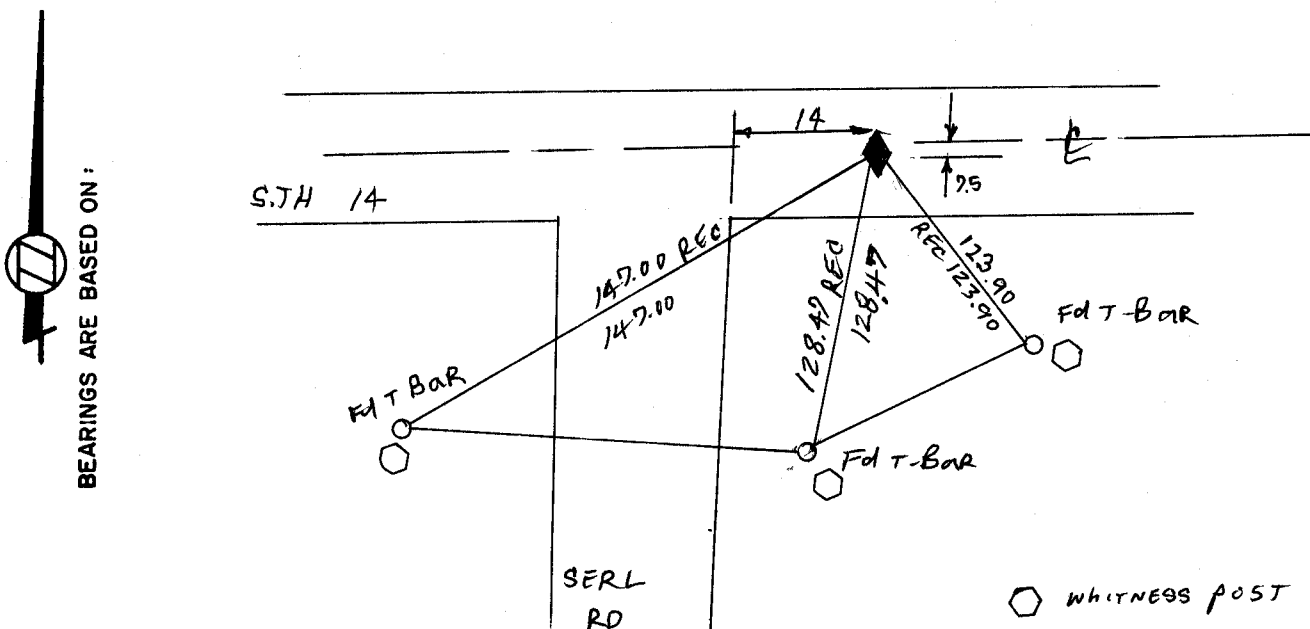 BEARINGS ARE BASED ON:
14
℄
7.5
S.TH 14
147.00 REC
147.00
128.47 REC
128.47
123.90
REC 123.90
Fd T-BaR
Fd T BaR
Fd T-BaR
SERL
RD
WhITNESS POST